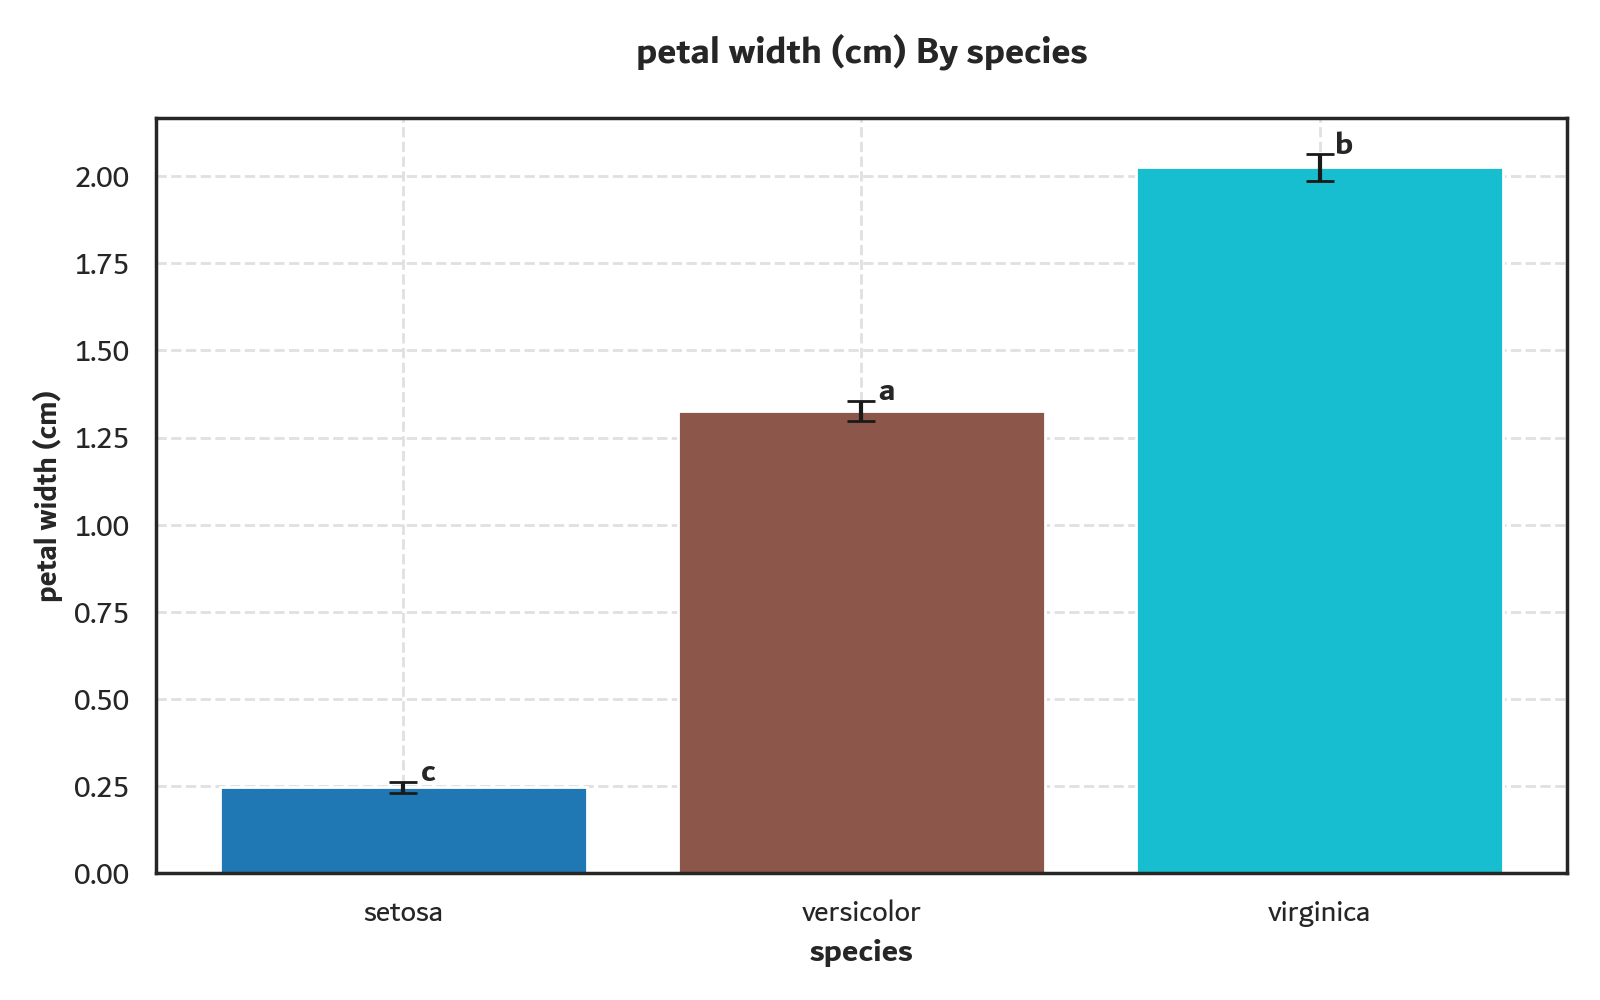 petal width (cm) By species
b
2.00
1.75
1.50
a
1.25
petal width (cm)
1.00
0.75
0.50
c
0.25
0.00
setosa versicolor virginica
species